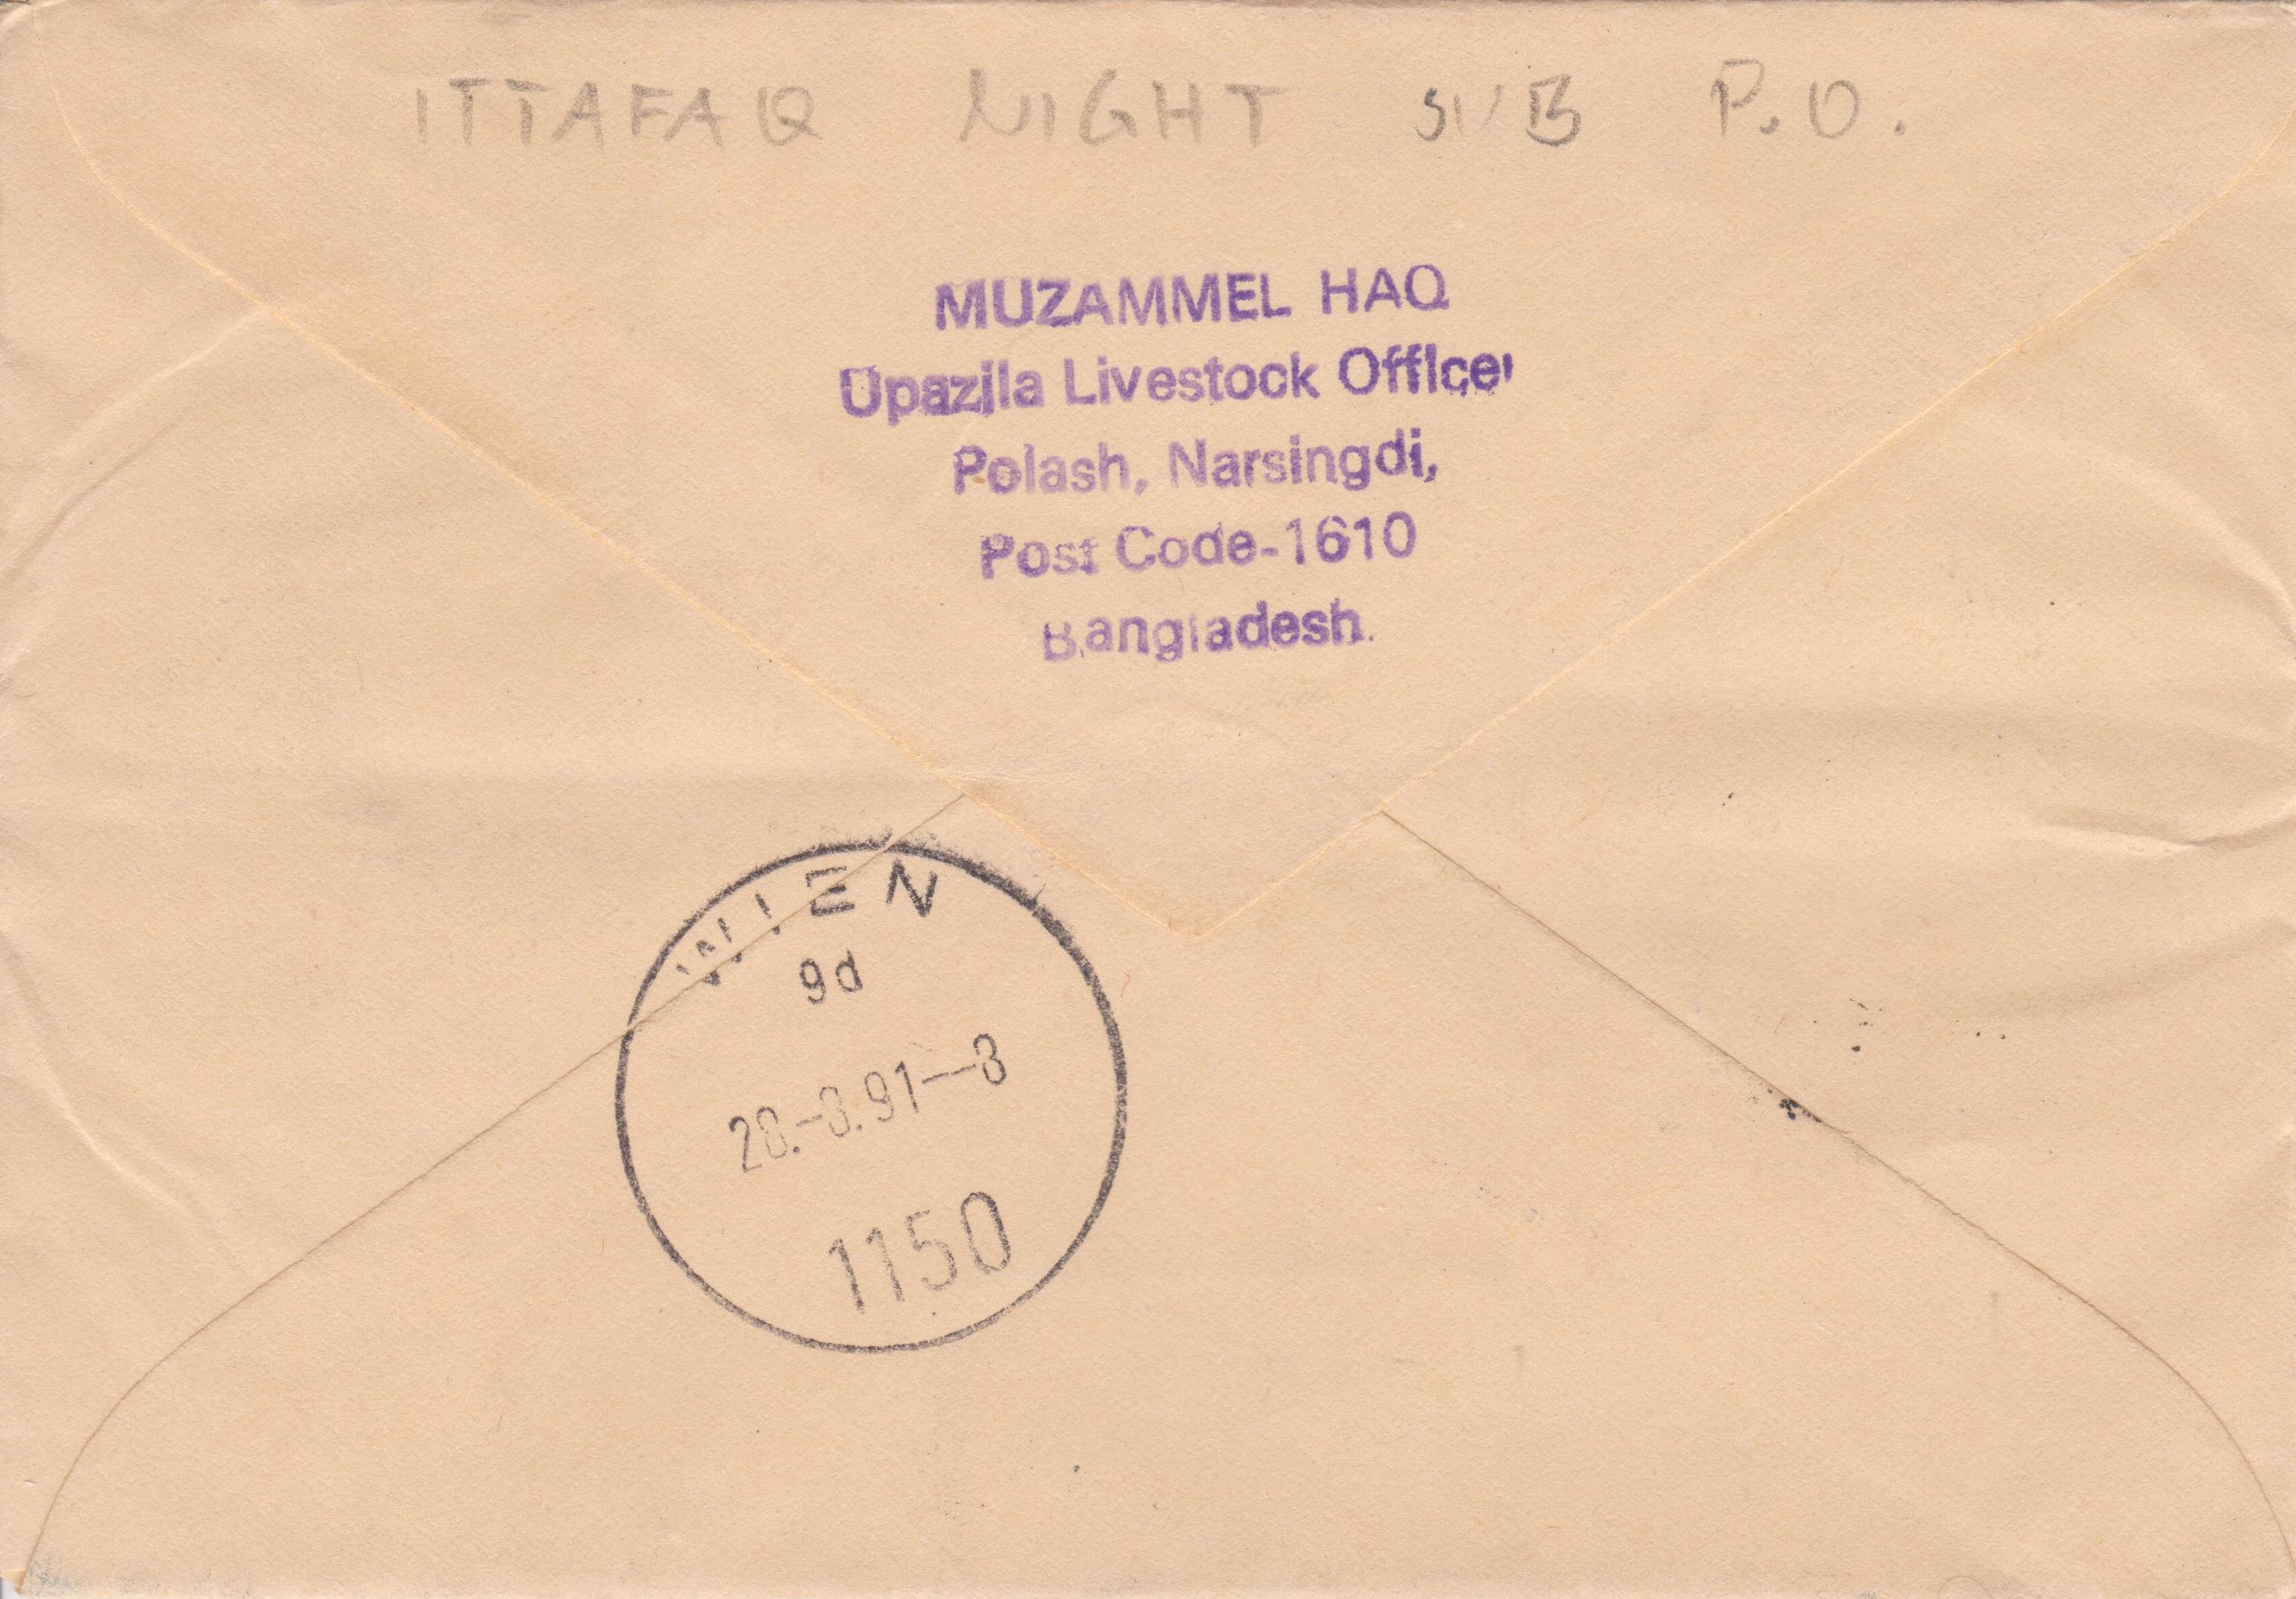 ITTAFAQ NIGHT SUB P.O.
MUZAMMEL HAQ
Upazila Livestock Officer
Polash, Narsingdi,
Post Code-1610
Bangladesh.
WIEN
9d
28.-3.91--8
1150